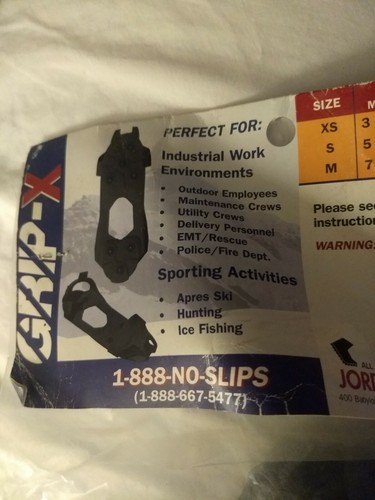 GRIP-X
PERFECT FOR:
Industrial Work
Environments
• Outdoor Employees
• Maintenance Crews
• Utility Crews
• Delivery Personnel
• EMT/Rescue
• Police/Fire Dept.
Sporting Activities
• Apres Ski
• Hunting
• Ice Fishing
1-888-NO-SLIPS
(1-888-667-5477)
SIZE M
XS 3
S 5
M 7
Please
WARNING:
ALL
400